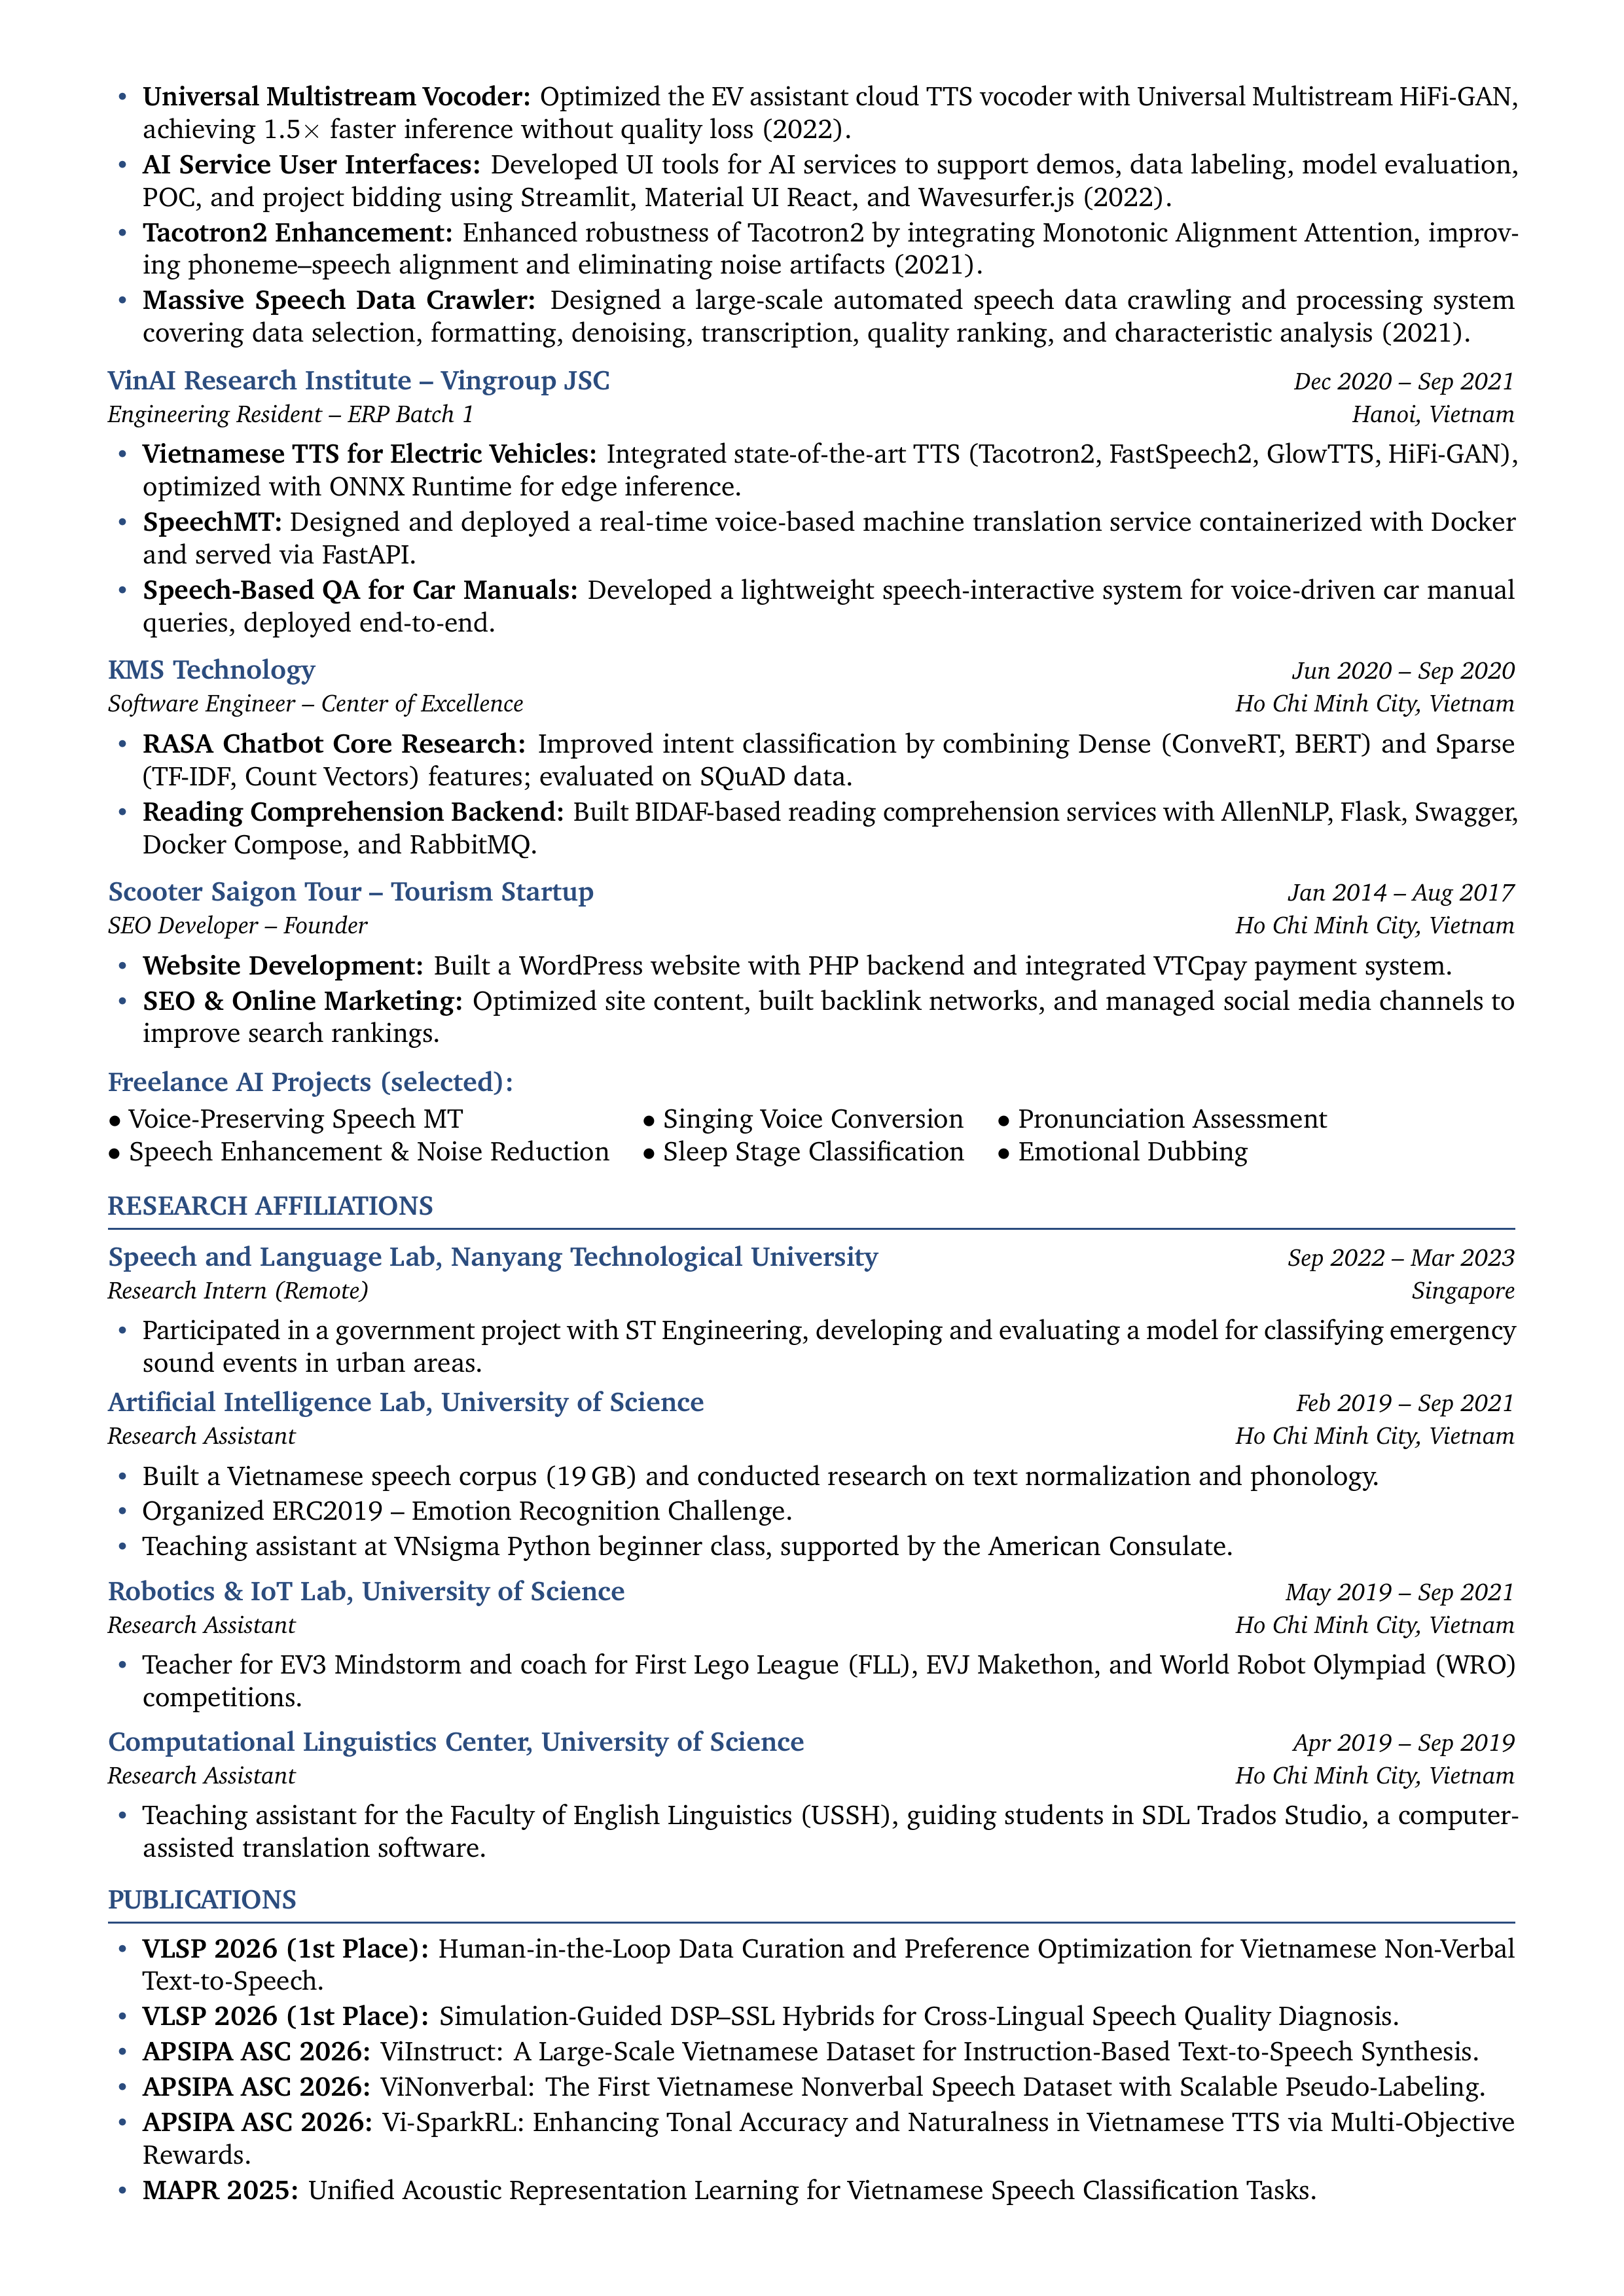 • Universal Multistream Vocoder: Optimized the EV assistant cloud TTS vocoder with Universal Multistream HiFi-GAN,
achieving 1.5× faster inference without quality loss (2022).
• AI Service User Interfaces: Developed UI tools for AI services to support demos, data labeling, model evaluation,
POC, and project bidding using Streamlit, Material UI React, and Wavesurfer.js (2022).
• Tacotron2 Enhancement: Enhanced robustness of Tacotron2 by integrating Monotonic Alignment Attention, improv-
ing phoneme–speech alignment and eliminating noise artifacts (2021).
• Massive Speech Data Crawler: Designed a large-scale automated speech data crawling and processing system
covering data selection, formatting, denoising, transcription, quality ranking, and characteristic analysis (2021).
VinAI Research Institute – Vingroup JSC Dec 2020 – Sep 2021
Engineering Resident – ERP Batch 1 Hanoi, Vietnam
• Vietnamese TTS for Electric Vehicles: Integrated state-of-the-art TTS (Tacotron2, FastSpeech2, GlowTTS, HiFi-GAN),
optimized with ONNX Runtime for edge inference.
• SpeechMT: Designed and deployed a real-time voice-based machine translation service containerized with Docker
and served via FastAPI.
• Speech-Based QA for Car Manuals: Developed a lightweight speech-interactive system for voice-driven car manual
queries, deployed end-to-end.
KMS Technology Jun 2020 – Sep 2020
Software Engineer – Center of Excellence Ho Chi Minh City, Vietnam
• RASA Chatbot Core Research: Improved intent classification by combining Dense (ConveRT, BERT) and Sparse
(TF-IDF, Count Vectors) features; evaluated on SQuAD data.
• Reading Comprehension Backend: Built BIDAF-based reading comprehension services with AllenNLP, Flask, Swagger,
Docker Compose, and RabbitMQ.
Scooter Saigon Tour – Tourism Startup Jan 2014 – Aug 2017
SEO Developer – Founder Ho Chi Minh City, Vietnam
• Website Development: Built a WordPress website with PHP backend and integrated VTCpay payment system.
• SEO & Online Marketing: Optimized site content, built backlink networks, and managed social media channels to
improve search rankings.
Freelance AI Projects (selected):
• Voice-Preserving Speech MT • Singing Voice Conversion • Pronunciation Assessment
• Speech Enhancement & Noise Reduction • Sleep Stage Classification • Emotional Dubbing
RESEARCH AFFILIATIONS
Speech and Language Lab, Nanyang Technological University Sep 2022 – Mar 2023
Research Intern (Remote) Singapore
• Participated in a government project with ST Engineering, developing and evaluating a model for classifying emergency
sound events in urban areas.
Artificial Intelligence Lab, University of Science Feb 2019 – Sep 2021
Research Assistant Ho Chi Minh City, Vietnam
• Built a Vietnamese speech corpus (19 GB) and conducted research on text normalization and phonology.
• Organized ERC2019 – Emotion Recognition Challenge.
• Teaching assistant at VNsigma Python beginner class, supported by the American Consulate.
Robotics & IoT Lab, University of Science May 2019 – Sep 2021
Research Assistant Ho Chi Minh City, Vietnam
• Teacher for EV3 Mindstorm and coach for First Lego League (FLL), EVJ Makethon, and World Robot Olympiad (WRO)
competitions.
Computational Linguistics Center, University of Science Apr 2019 – Sep 2019
Research Assistant Ho Chi Minh City, Vietnam
• Teaching assistant for the Faculty of English Linguistics (USSH), guiding students in SDL Trados Studio, a computer-
assisted translation software.
PUBLICATIONS
• VLSP 2026 (1st Place): Human-in-the-Loop Data Curation and Preference Optimization for Vietnamese Non-Verbal
Text-to-Speech.
• VLSP 2026 (1st Place): Simulation-Guided DSP–SSL Hybrids for Cross-Lingual Speech Quality Diagnosis.
• APSIPA ASC 2026: ViInstruct: A Large-Scale Vietnamese Dataset for Instruction-Based Text-to-Speech Synthesis.
• APSIPA ASC 2026: ViNonverbal: The First Vietnamese Nonverbal Speech Dataset with Scalable Pseudo-Labeling.
• APSIPA ASC 2026: Vi-SparkRL: Enhancing Tonal Accuracy and Naturalness in Vietnamese TTS via Multi-Objective
Rewards.
• MAPR 2025: Unified Acoustic Representation Learning for Vietnamese Speech Classification Tasks.